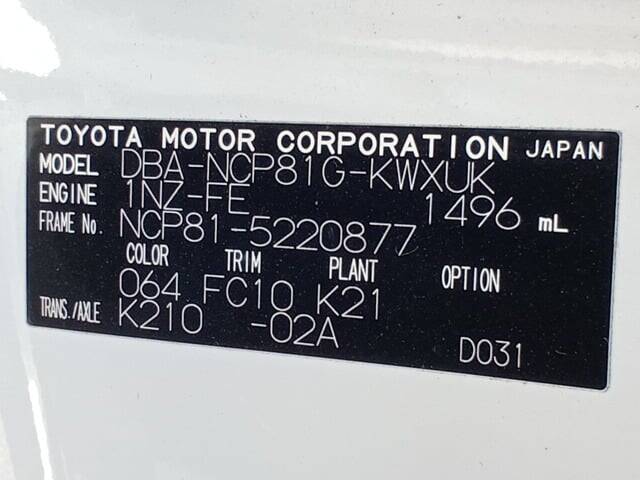 TOYOTA MOTOR CORPORATION JAPAN
MODEL DBA-NCP81G-KWXUK
ENGINE 1NZ-FE 1496 mL
FRAME No. NCP81-5220877
COLOR TRIM PLANT OPTION
064 FC10 K21
TRANS./AXLE K210 -02A
D031